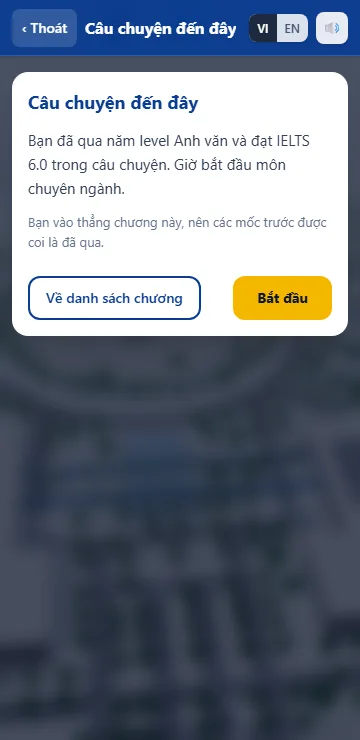 ‹ Thoát Câu chuyện đến đây VI EN
Câu chuyện đến đây
Bạn đã qua năm level Anh văn và đạt IELTS
6.0 trong câu chuyện. Giờ bắt đầu môn
chuyên ngành.
Bạn vào thẳng chương này, nên các mốc trước được
coi là đã qua.
Về danh sách chương Bắt đầu